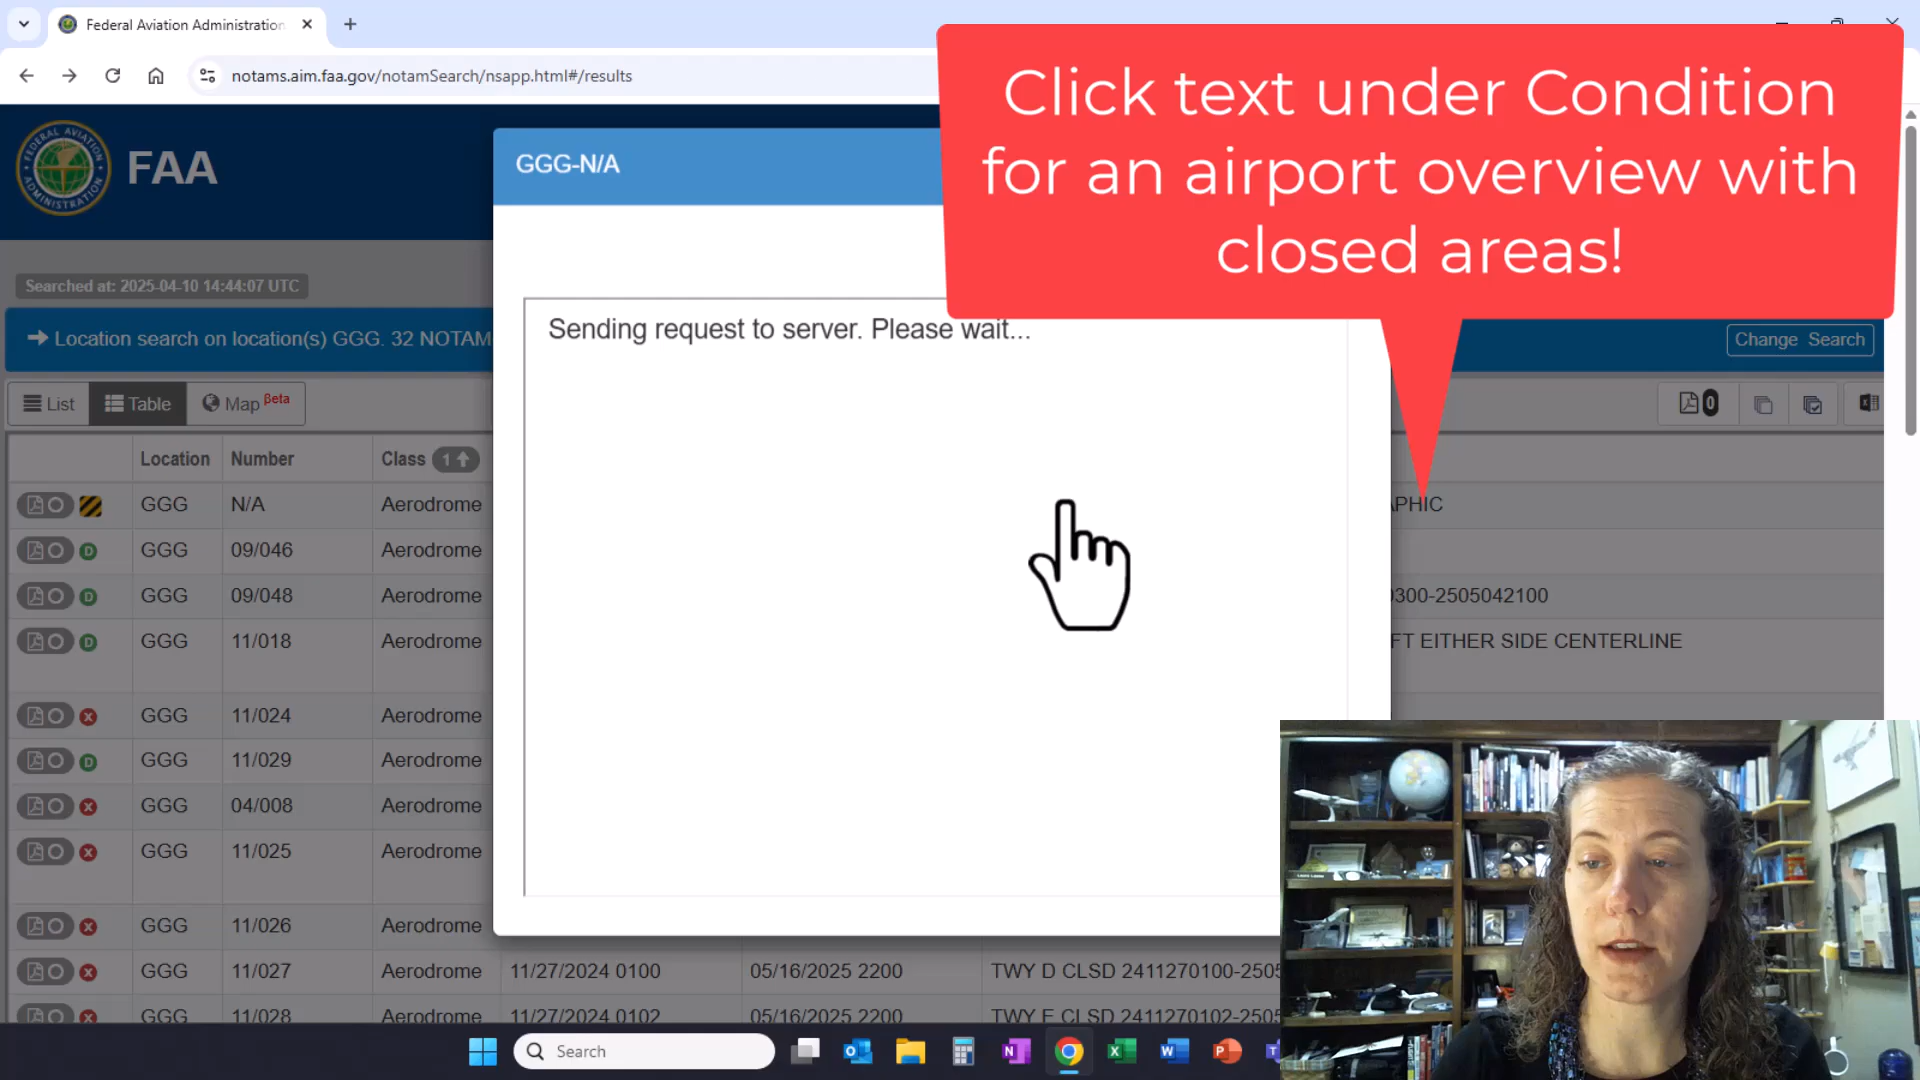 Federal Aviation Administration
notams.aim.faa.gov/notamSearch/nsapp.html#/results
Click text under Condition
for an airport overview with
closed areas!
FAA
GGG-N/A
Searched at: 2025-04-10 14:44:07 UTC
Sending request to server. Please wait...
Location search on location(s) GGG. 32 NOTAM
Change Search
List
Table
Map Beta
0
Location Number Class 1
GGG N/A Aerodrome APHIC
D GGG 09/046 Aerodrome
D GGG 09/048 Aerodrome 0300-2505042100
D GGG 11/018 Aerodrome FT EITHER SIDE CENTERLINE
X GGG 11/024 Aerodrome
D GGG 11/029 Aerodrome
X GGG 04/008 Aerodrome
X GGG 11/025 Aerodrome
X GGG 11/026 Aerodrome
X GGG 11/027 Aerodrome 11/27/2024 0100 05/16/2025 2200 TWY D CLSD 2411270100-2505
X GGG 11/028 Aerodrome 11/27/2024 0102 05/16/2025 2200 TWY E CLSD 2411270102-2505
Search